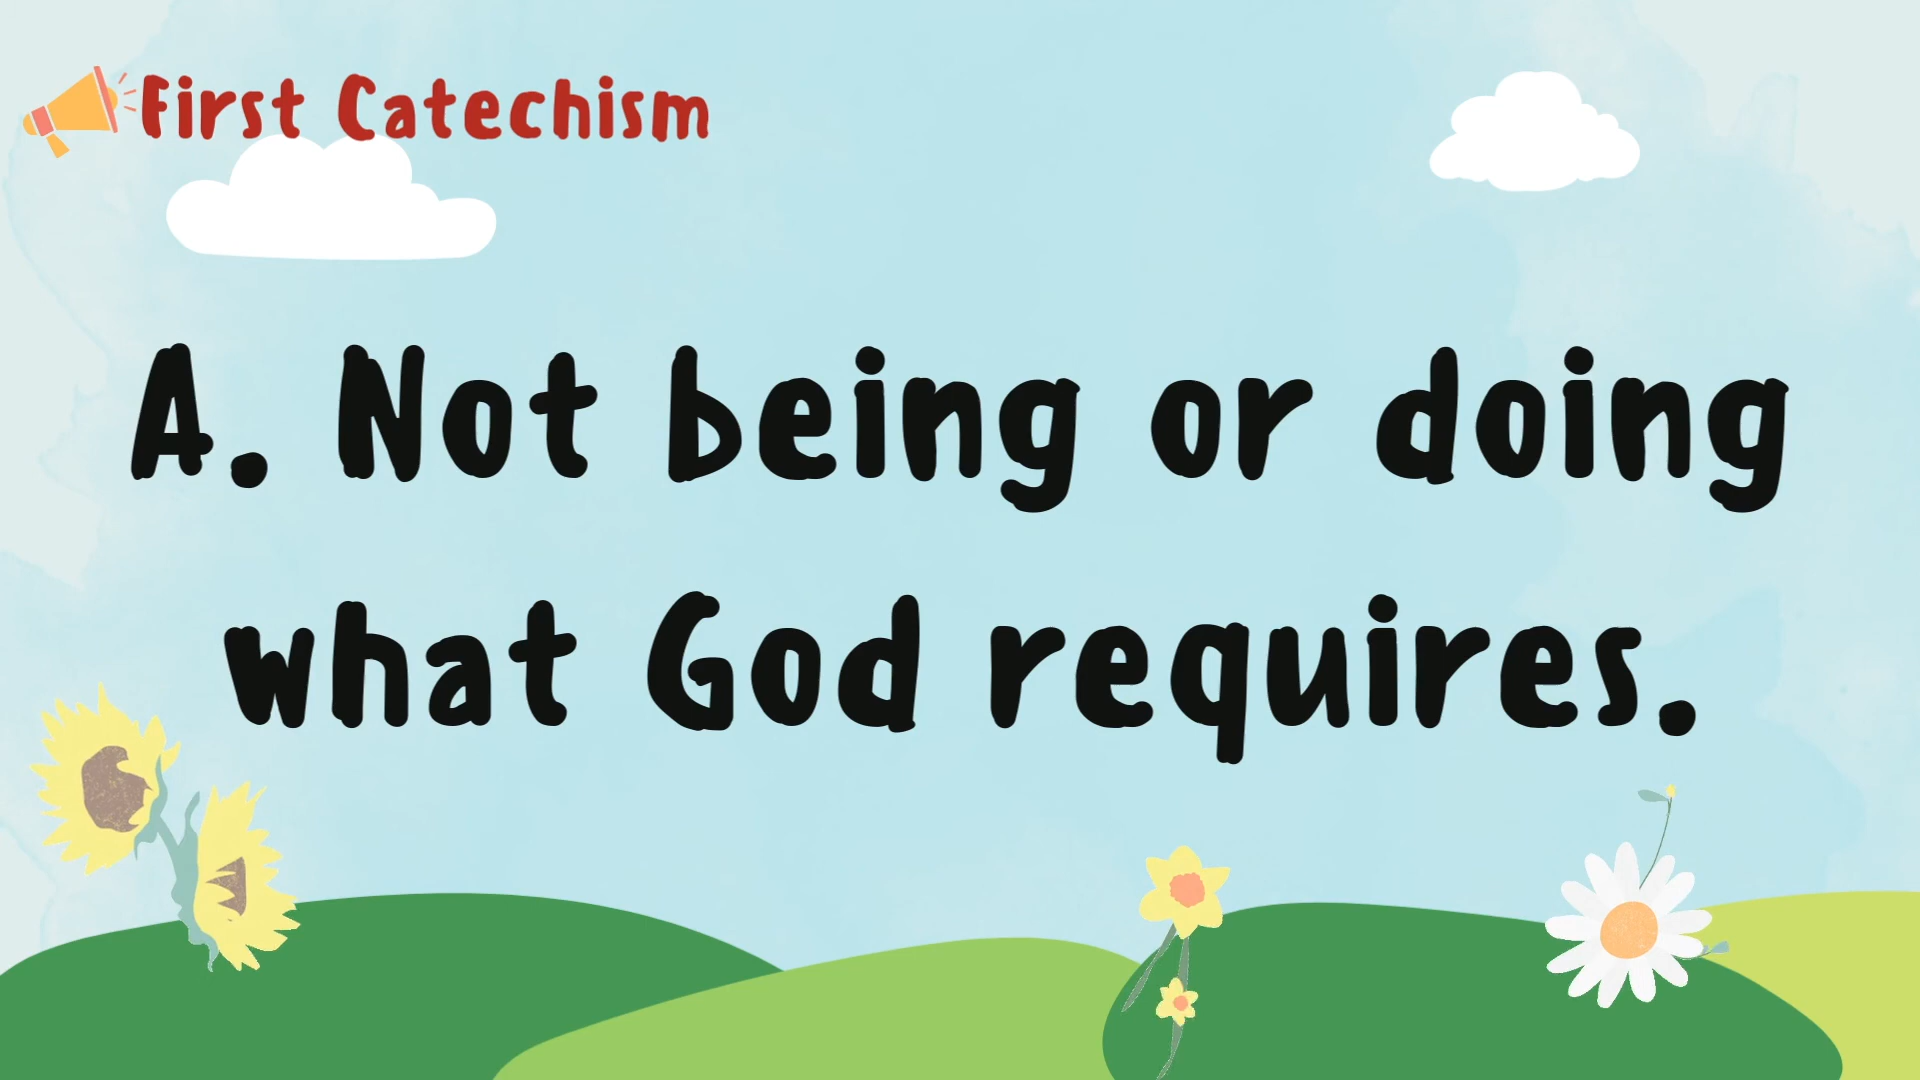 First Catechism
A. Not being or doing
what God requires.